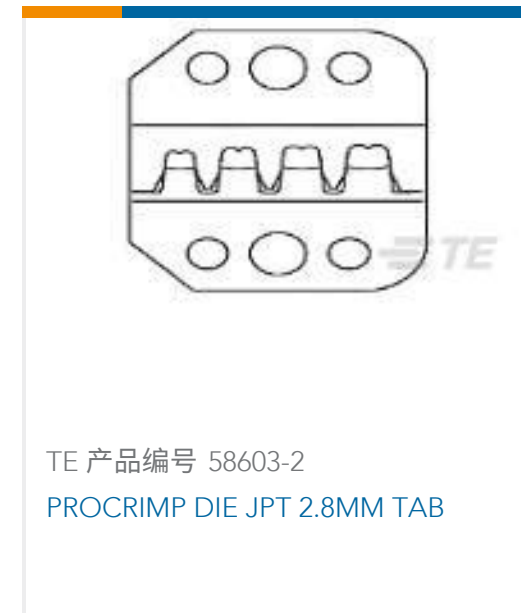 TE
TE 产品编号 58603-2
PROCRIMP DIE JPT 2.8MM TAB